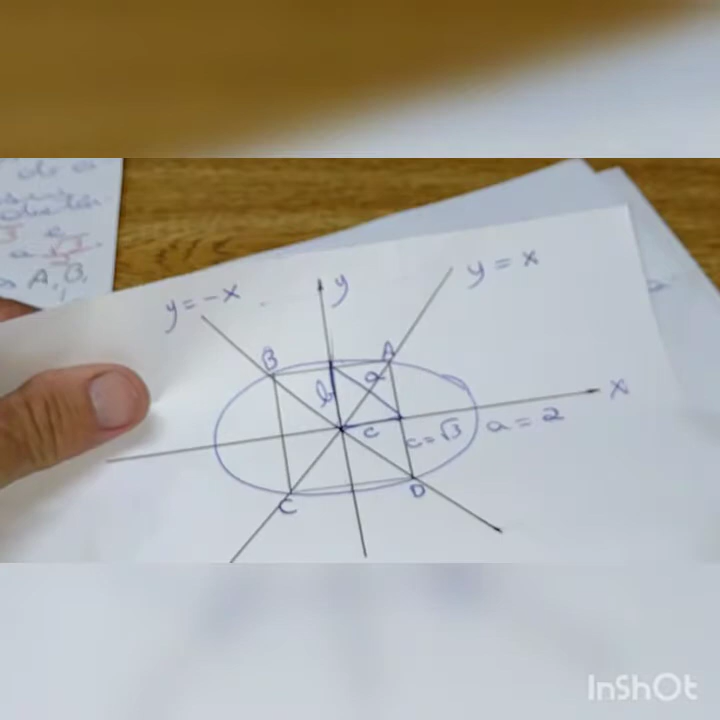 A, B,
y = -x
y
y = x
B
A
b
a
x
c
c = √3
a = 2
C
D
InShOt